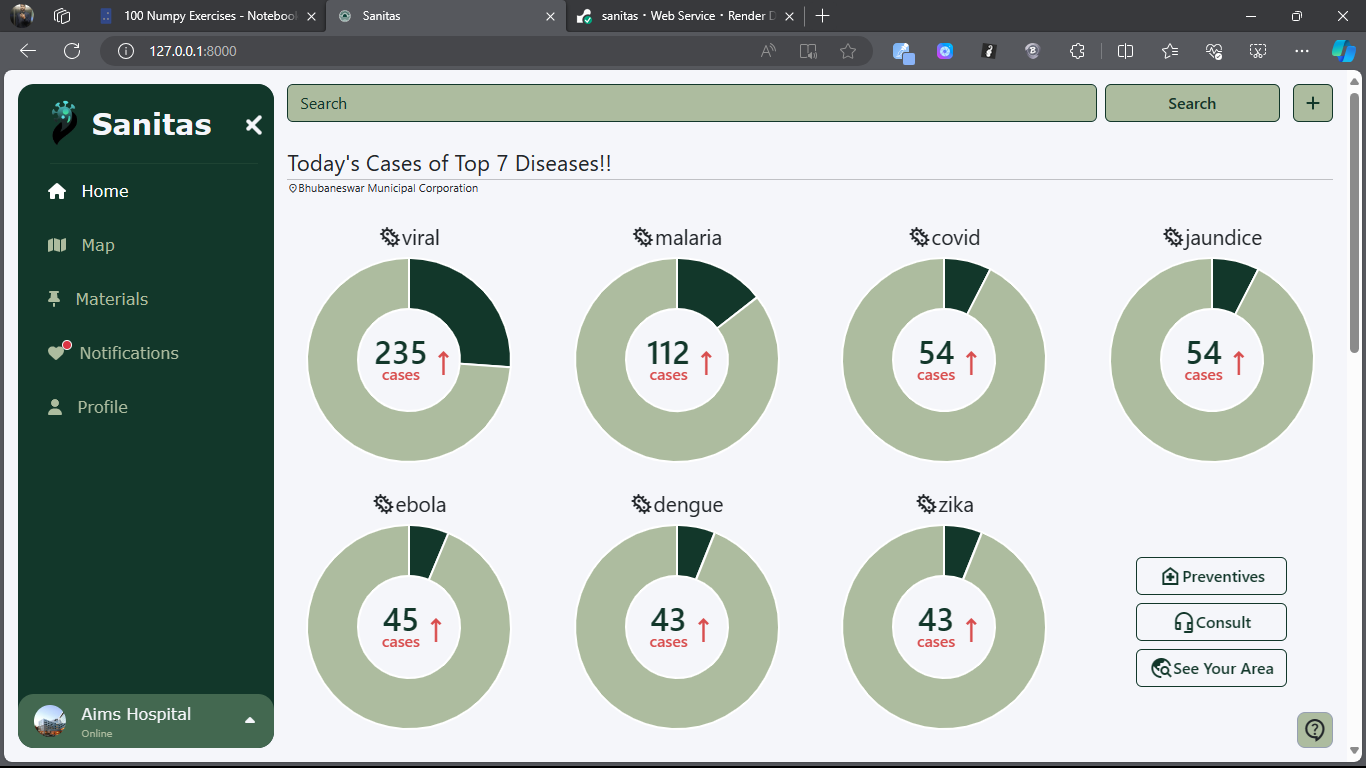 100 Numpy Exercises - Noteboo
Sanitas
sanitas · Web Service · Render D
127.0.0.1:8000
Sanitas
Home
Map
Materials
Notifications
Profile
Aims Hospital
Online
Search
Search
+
Today's Cases of Top 7 Diseases!!
Bhubaneswar Municipal Corporation
viral
malaria
covid
jaundice
235
cases
112
cases
54
cases
54
cases
ebola
dengue
zika
45
cases
43
cases
43
cases
Preventives
Consult
See Your Area